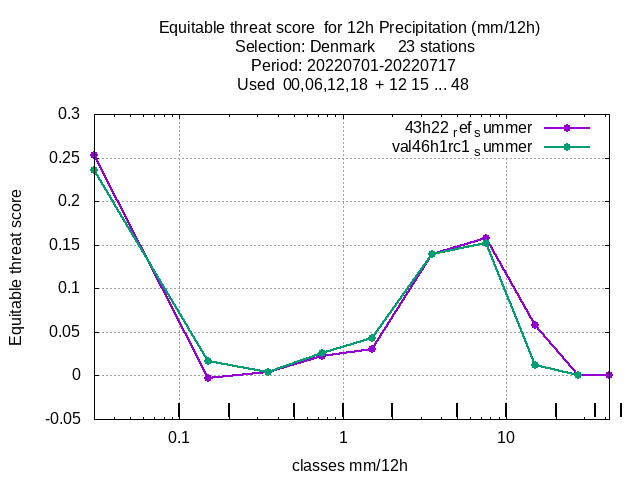 Equitable threat score  for 12h Precipitation (mm/12h)
Selection: Denmark     23 stations
Period: 20220701-20220717
Used  00,06,12,18  + 12 15 ... 48
43h22 ref summer
val46h1rc1 summer
0.3
0.25
0.2
0.15
0.1
0.05
0
-0.05
Equitable threat score
0.1
1
10
classes mm/12h